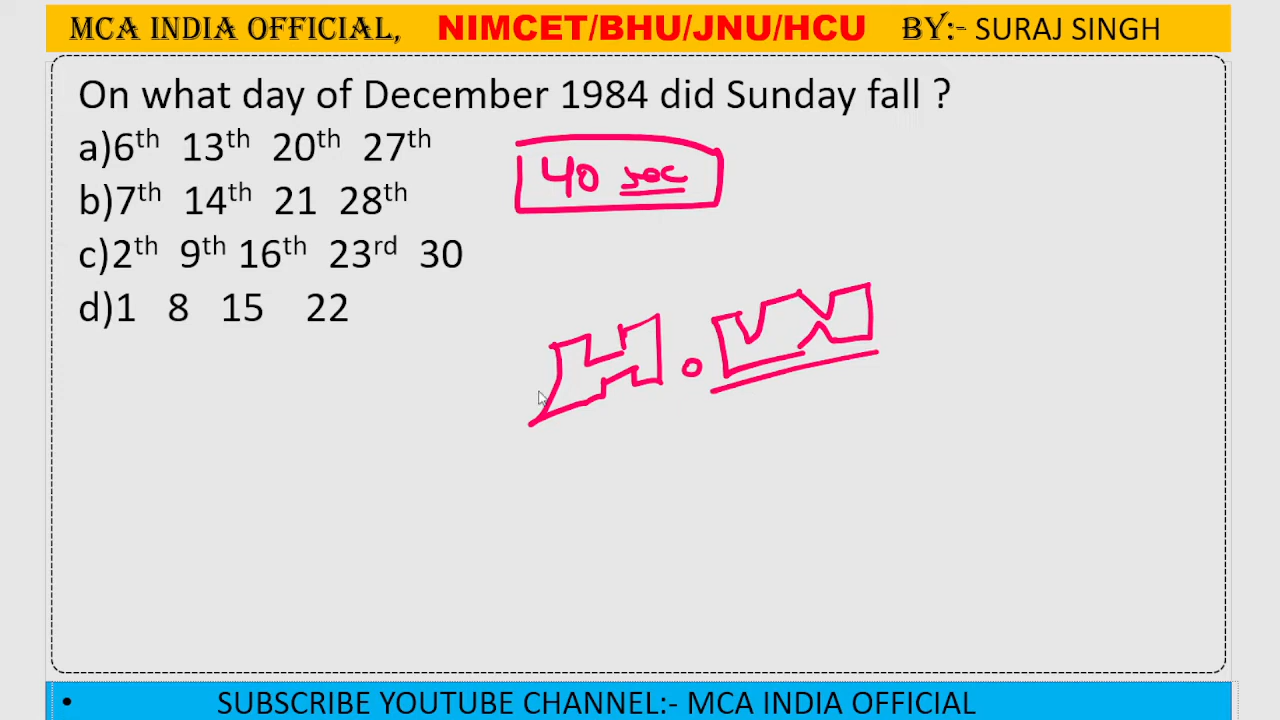 MCA INDIA OFFICIAL, NIMCET/BHU/JNU/HCU BY:- SURAJ SINGH
On what day of December 1984 did Sunday fall ?
a)6th 13th 20th 27th
40 sec
b)7th 14th 21 28th
c)2th 9th 16th 23rd 30
d)1 8 15 22
• SUBSCRIBE YOUTUBE CHANNEL:- MCA INDIA OFFICIAL